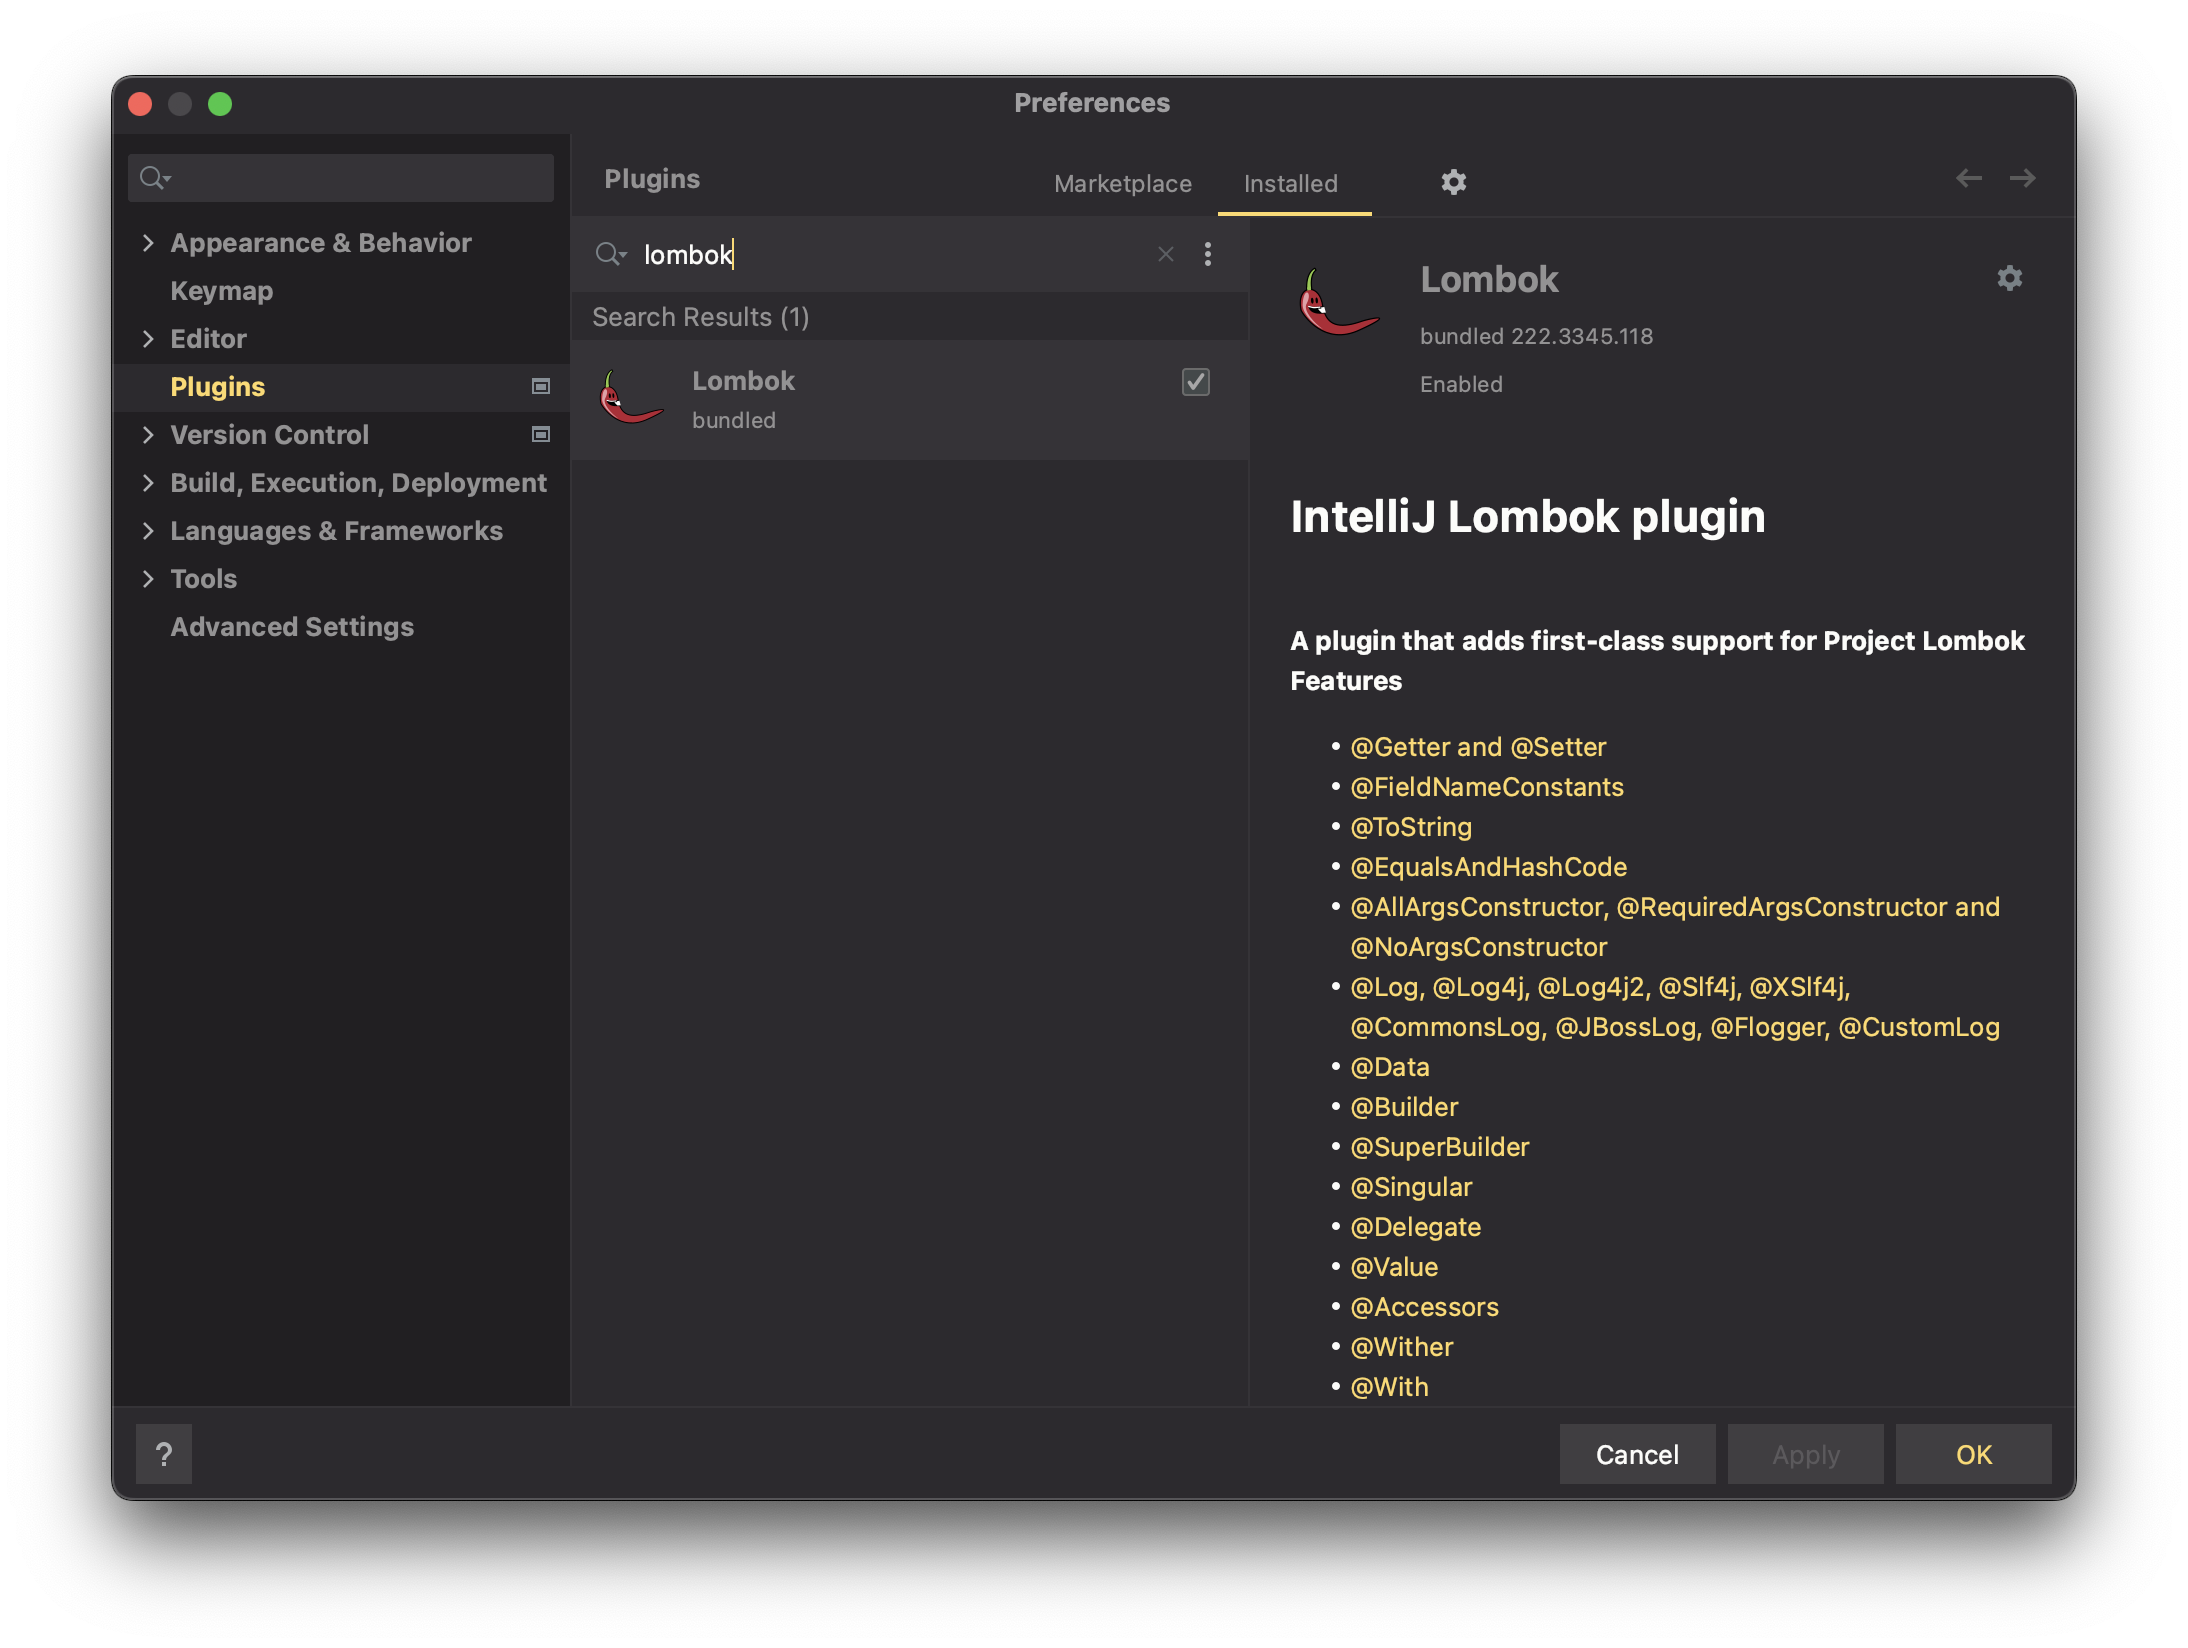 Preferences
Appearance & Behavior
Keymap
Editor
Plugins
Version Control
Build, Execution, Deployment
Languages & Frameworks
Tools
Advanced Settings
Plugins
Marketplace
Installed
lombok
Search Results (1)
Lombok
bundled
Lombok
bundled 222.3345.118
Enabled
IntelliJ Lombok plugin
A plugin that adds first-class support for Project Lombok
Features
• @Getter and @Setter
• @FieldNameConstants
• @ToString
• @EqualsAndHashCode
• @AllArgsConstructor, @RequiredArgsConstructor and
@NoArgsConstructor
• @Log, @Log4j, @Log4j2, @Slf4j, @XSlf4j,
@CommonsLog, @JBossLog, @Flogger, @CustomLog
• @Data
• @Builder
• @SuperBuilder
• @Singular
• @Delegate
• @Value
• @Accessors
• @Wither
• @With
?
Cancel
Apply
OK